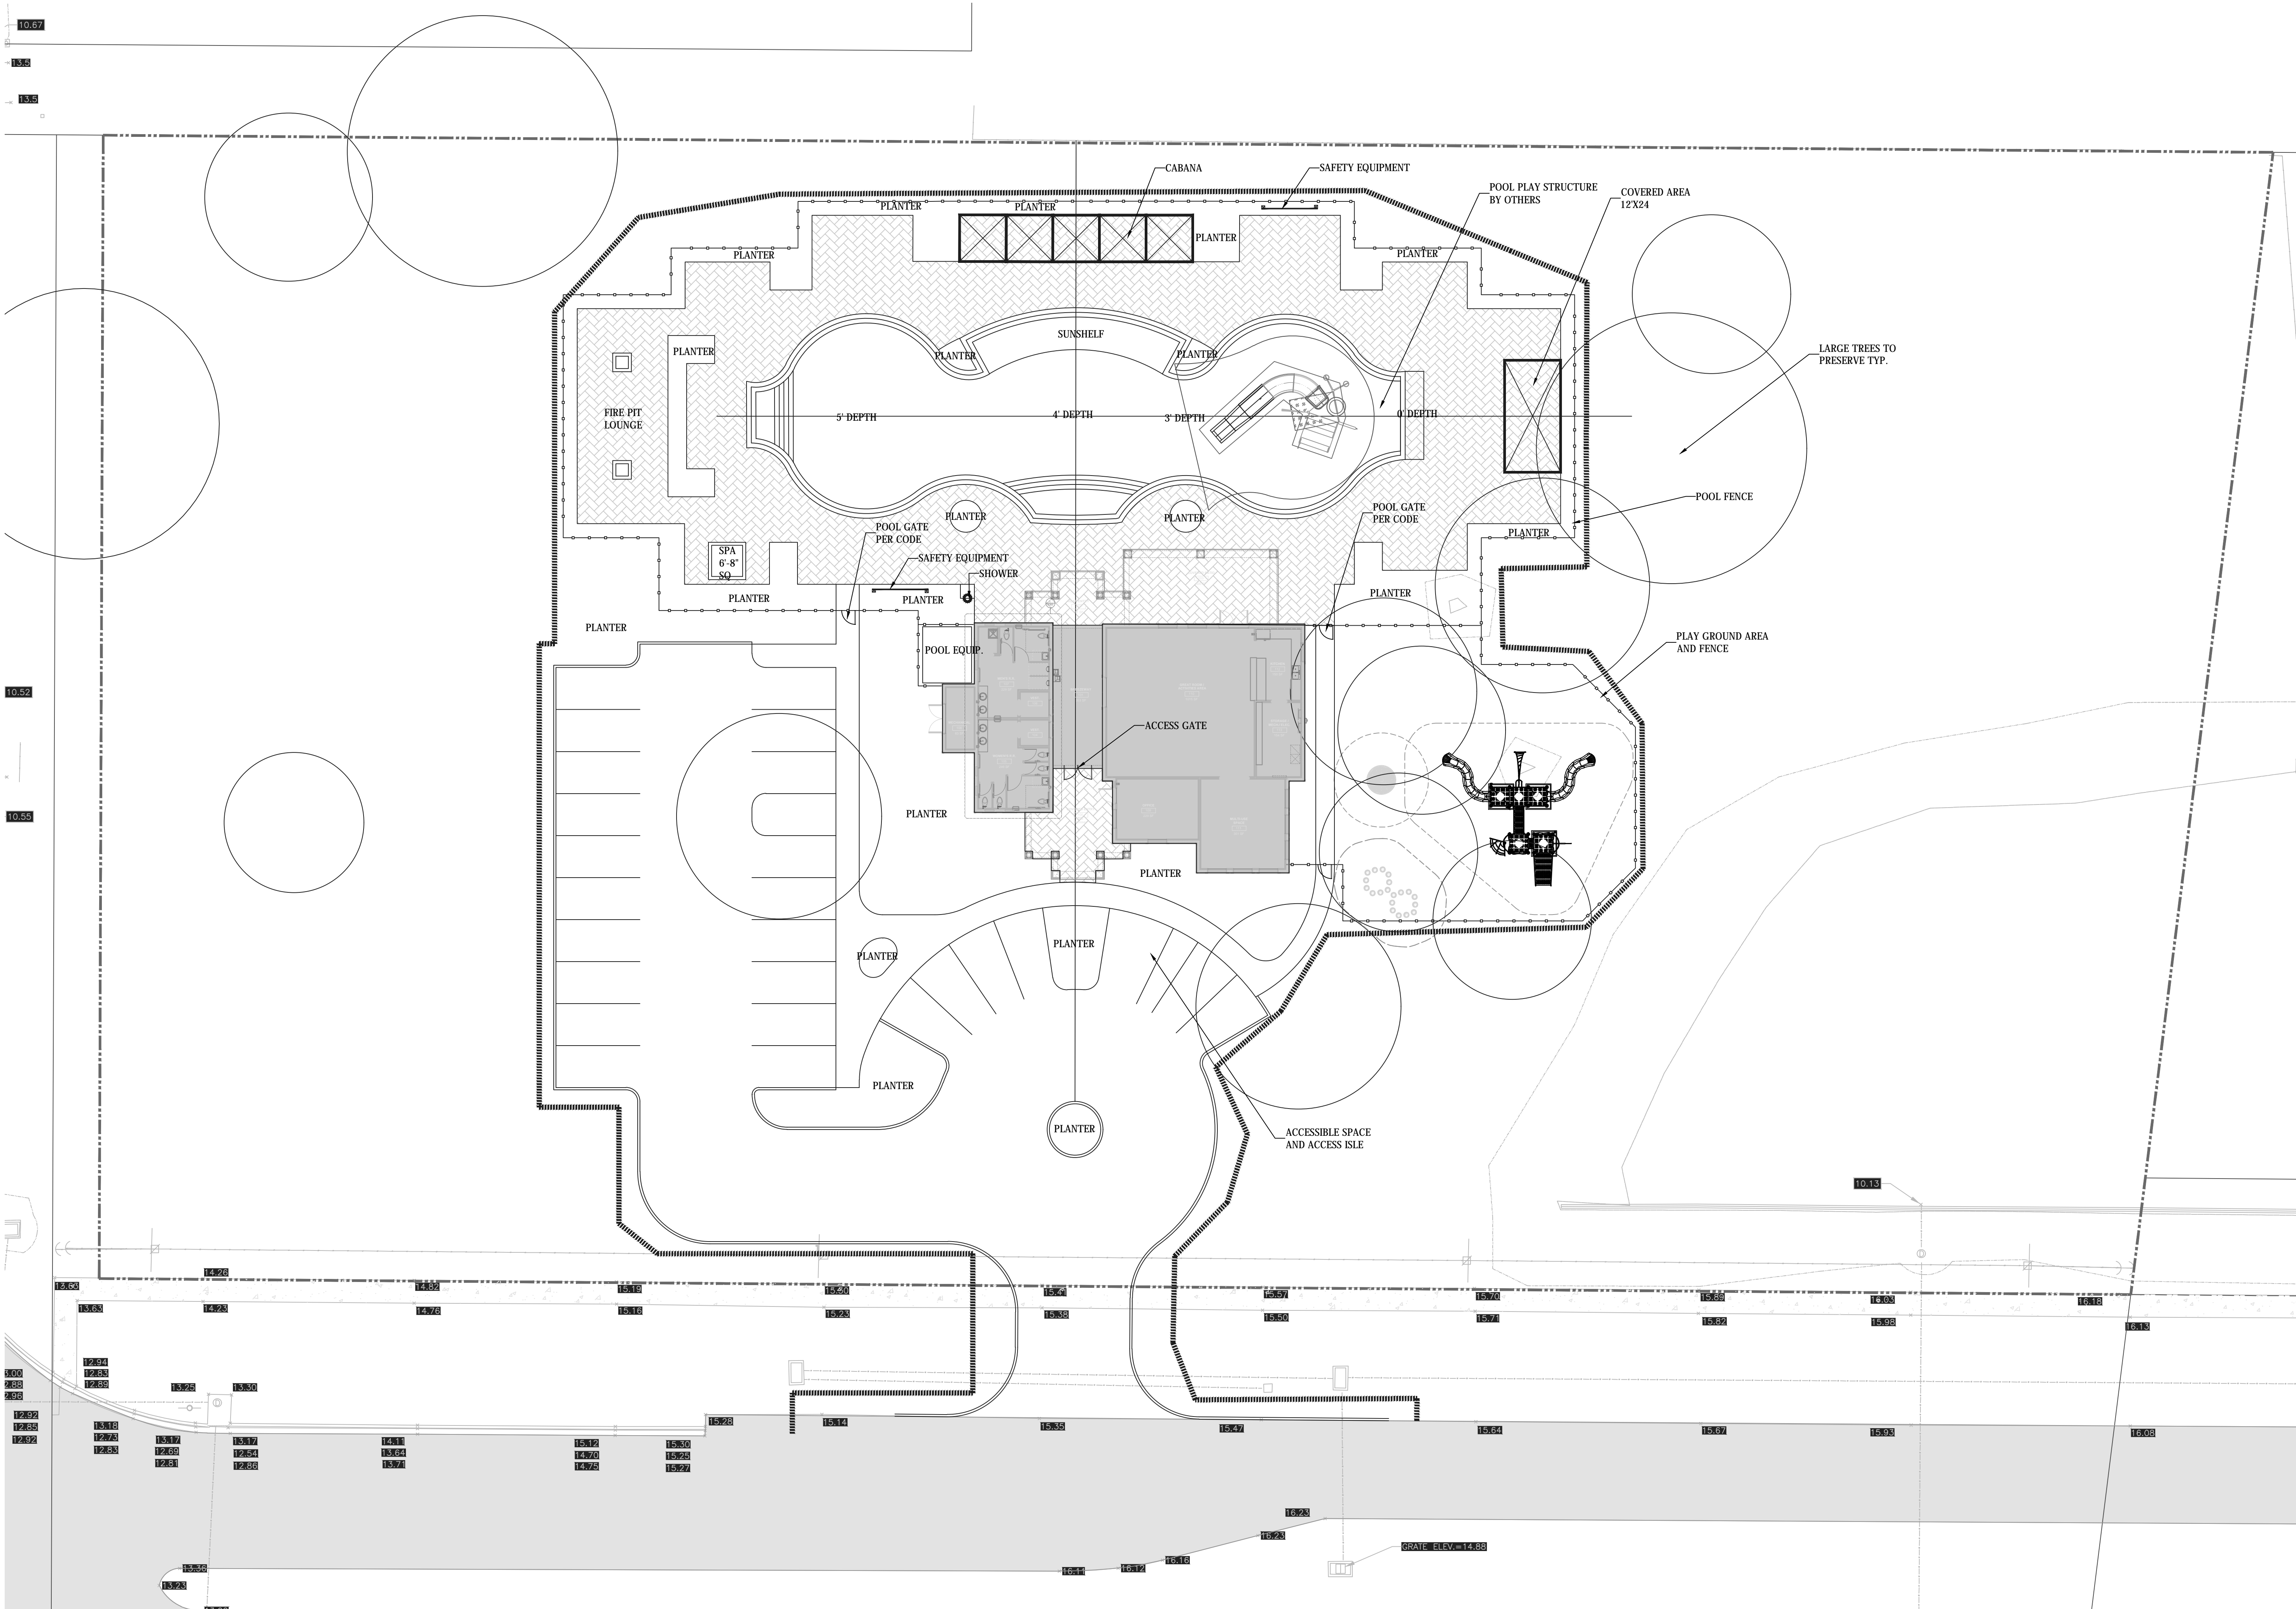 10.67
13.5
13.5
CABANA
SAFETY EQUIPMENT
POOL PLAY STRUCTURE
BY OTHERS
COVERED AREA
12'X24
PLANTER
PLANTER
PLANTER
PLANTER
PLANTER
SUNSHELF
PLANTER
PLANTER
PLANTER
LARGE TREES TO
PRESERVE TYP.
FIRE PIT
LOUNGE
5' DEPTH
4' DEPTH
3' DEPTH
0' DEPTH
POOL FENCE
PLANTER
PLANTER
POOL GATE
PER CODE
POOL GATE
PER CODE
PLANTER
SPA
6'-8"
SQ
SAFETY EQUIPMENT
SHOWER
PLANTER
PLANTER
PLANTER
PLANTER
POOL EQUIP.
PLAY GROUND AREA
AND FENCE
10.52
ACCESS GATE
10.55
PLANTER
PLANTER
PLANTER
PLANTER
PLANTER
PLANTER
ACCESSIBLE SPACE
AND ACCESS ISLE
10.13
14.26
14.82
15.19
15.41
15.57
15.70
15.89
16.03
16.18
13.63
14.23
14.76
15.16
15.23
15.38
15.50
15.71
15.82
15.98
16.13
12.94
12.83
12.89
13.25
13.30
12.92
12.85
12.92
13.18
12.73
12.83
13.17
12.69
12.81
13.17
12.54
12.86
14.11
13.64
13.71
15.12
14.70
14.75
15.30
15.25
15.27
15.28
15.14
15.35
15.47
15.64
15.67
15.93
16.08
16.23
16.23
16.16
16.12
16.11
GRATE ELEV.=14.88
13.36
13.23